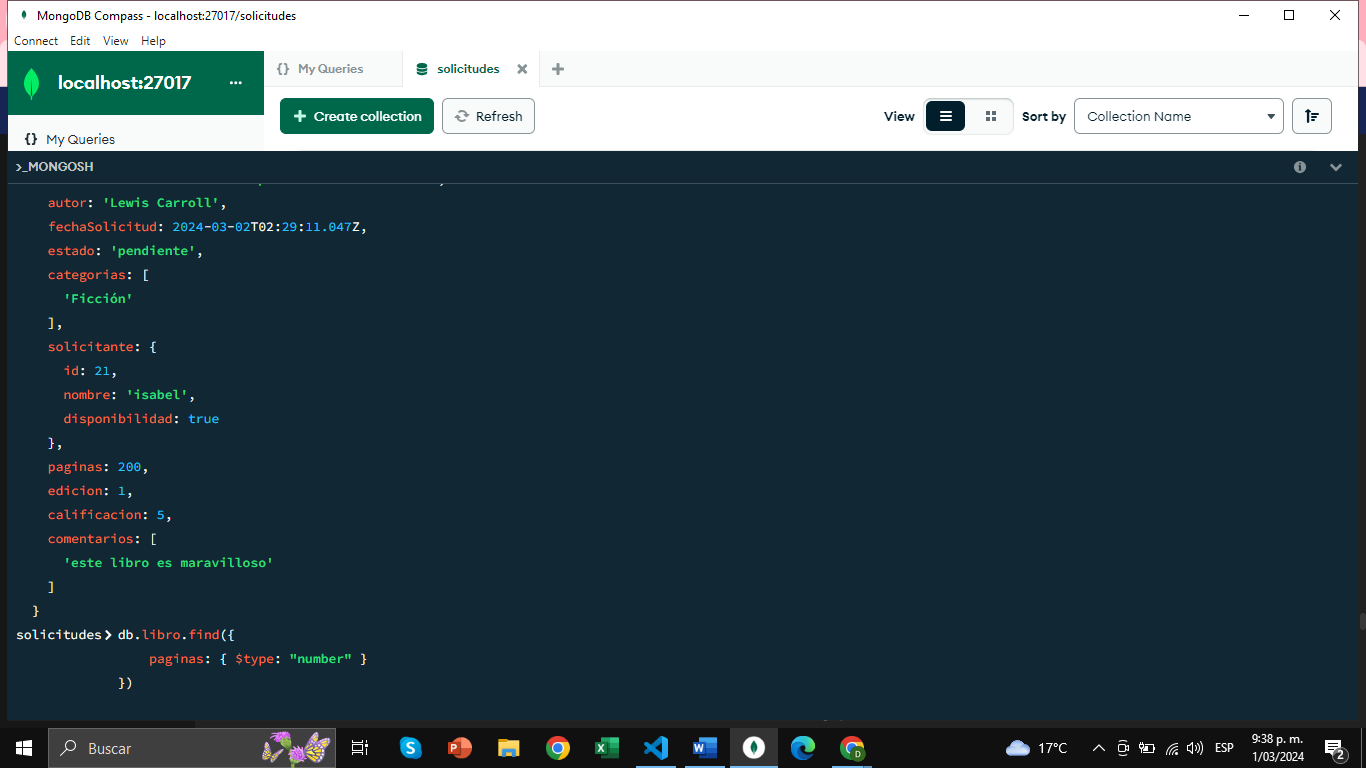 MongoDB Compass - localhost:27017/solicitudes
Connect Edit View Help
localhost:27017 ...
{} My Queries
solicitudes
+ Create collection
Refresh
View
Sort by
Collection Name
{} My Queries
>_MONGOSH
autor: 'Lewis Carroll',
fechaSolicitud: 2024-03-02T02:29:11.047Z,
estado: 'pendiente',
categorias: [
'Ficción'
],
solicitante: {
id: 21,
nombre: 'isabel',
disponibilidad: true
},
paginas: 200,
edicion: 1,
calificacion: 5,
comentarios: [
'este libro es maravilloso'
]
}
solicitudes> db.libro.find({
paginas: { $type: "number" }
})
Buscar
17°C
ESP
9:38 p. m.
1/03/2024
2